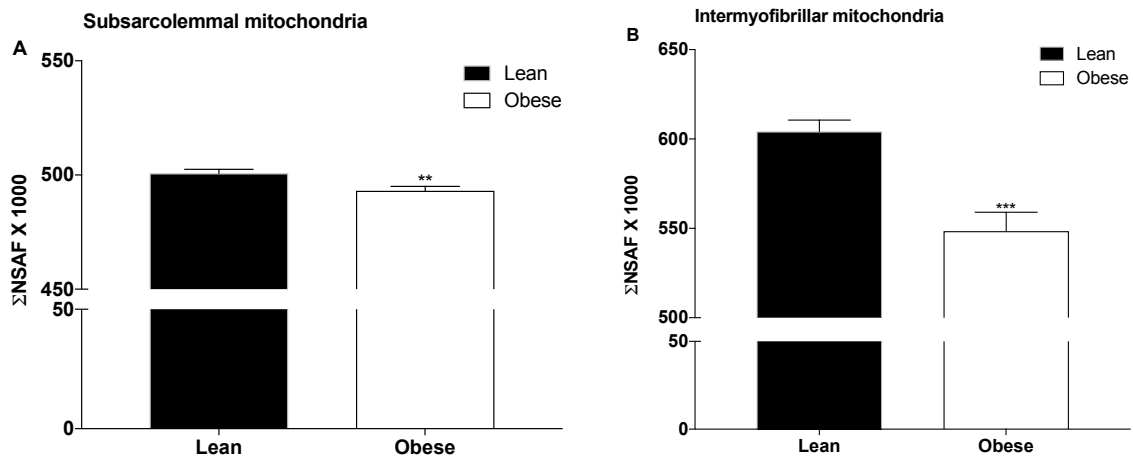 Subsarcolemmal mitochondria
A
550
500
450
50
0
ΣNSAF X 1000
Lean
Obese
**
Lean
Obese
Intermyofibrillar mitochondria
B
650
600
550
500
50
0
ΣNSAF X 1000
Lean
Obese
***
Lean
Obese